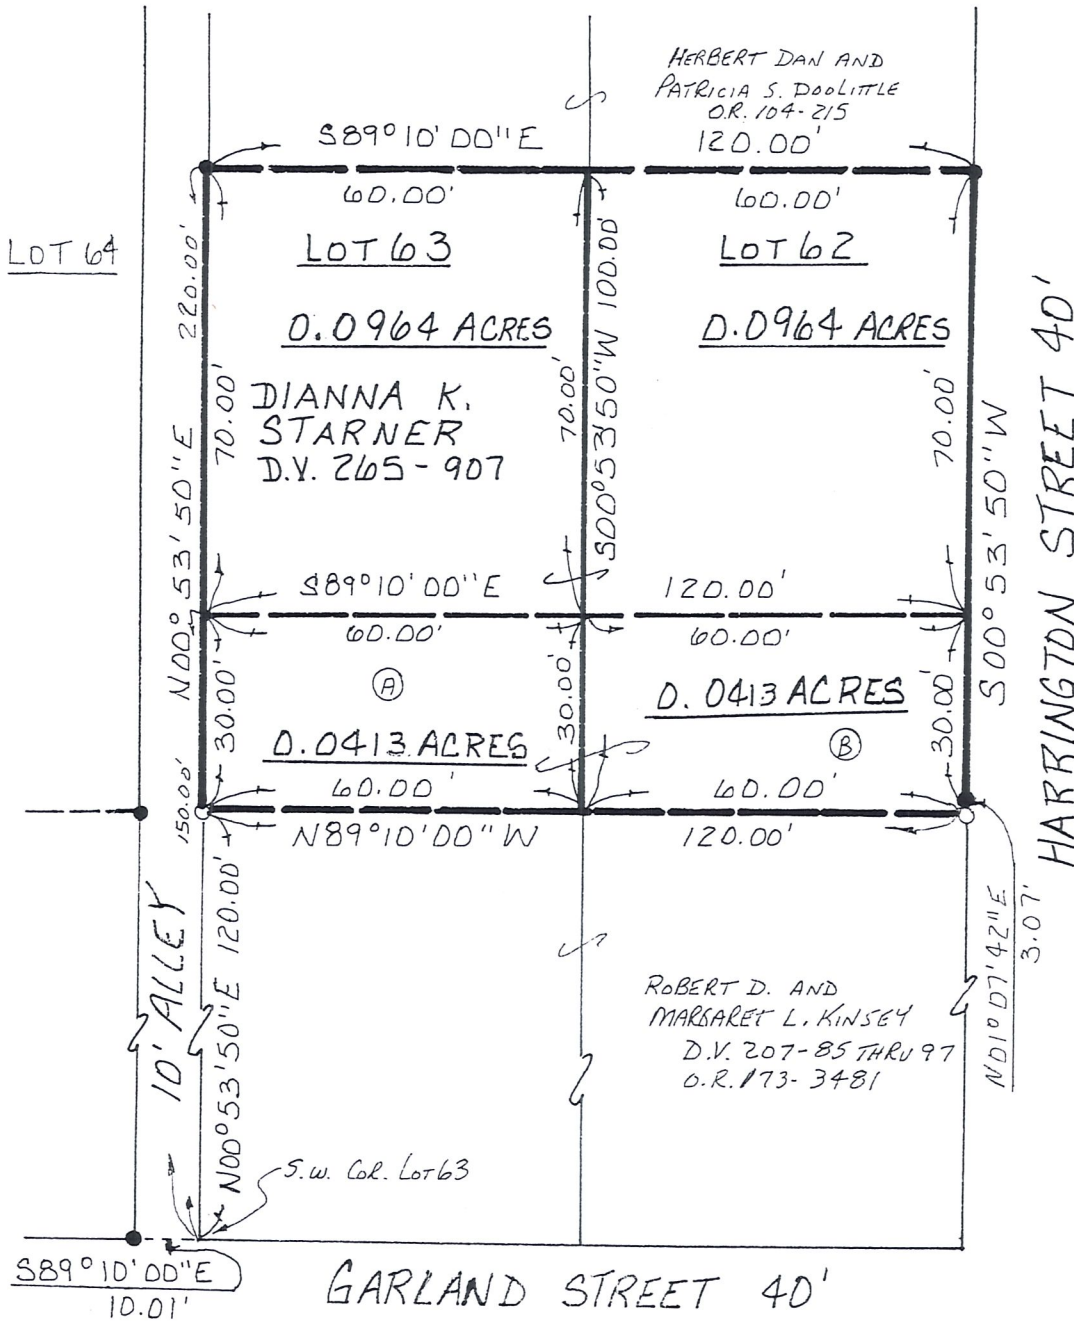 HERBERT DAN AND
PATRICIA S. DOOLITTLE
O.R. 104-215
S89°10'00"E
120.00'
60.00'
60.00'
LOT 64
LOT 63
LOT 62
220.00'
S00°53'50"W 100.00'
0.0964 ACRES
0.0964 ACRES
HARRINGTON STREET 40'
DIANNA K.
STARNER
D.V. 265-907
70.00'
70.00'
70.00'
N00°53'50"E
S00°53'50"W
S89°10'00"E
120.00'
60.00'
60.00'
A
30.00'
30.00'
30.00'
0.0413 ACRES
B
0.0413 ACRES
60.00'
60.00'
150.00'
N89°10'00"W
120.00'
10' ALLEY
N00°53'50"E 120.00'
N01°07'42"E
3.07'
ROBERT D. AND
MARGARET L. KINSEY
D.V. 207-85 THRU 97
O.R. 173-3481
S.W. COR. LOT 63
S89°10'00"E
10.01'
GARLAND STREET 40'